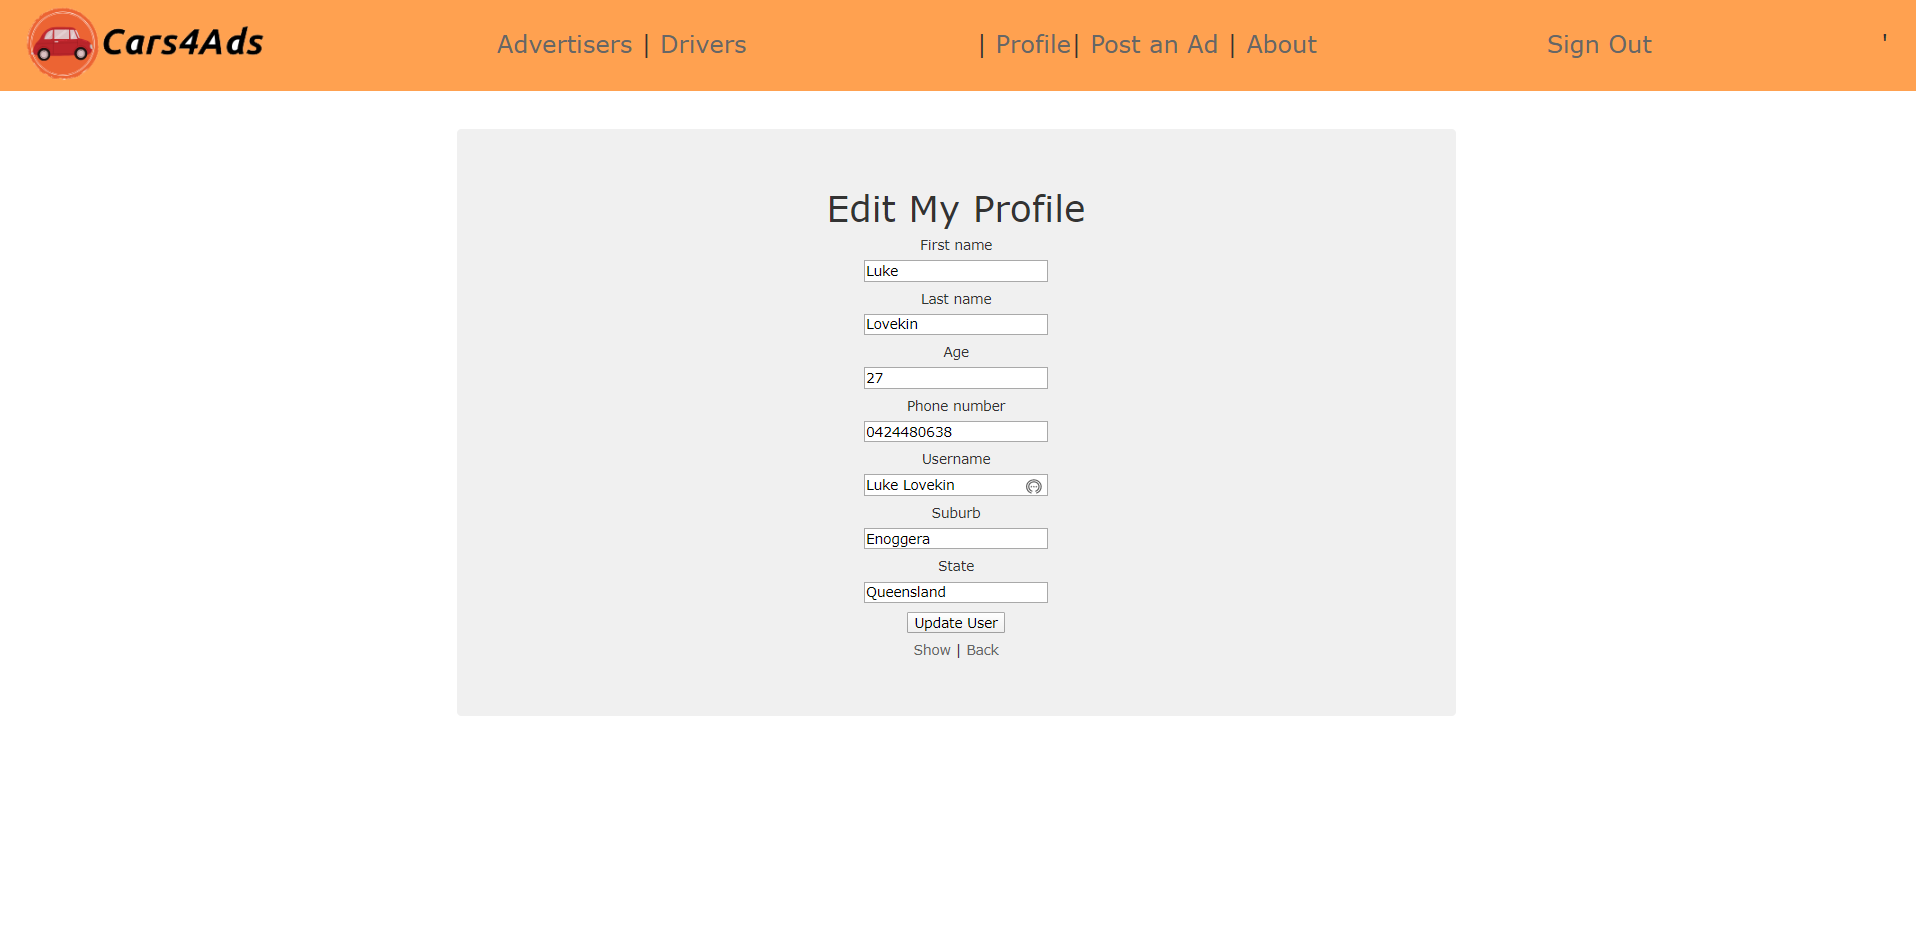 Cars4Ads Advertisers | Drivers | Profile| Post an Ad | About Sign Out '
Edit My Profile
First name
Luke
Last name
Lovekin
Age
27
Phone number
0424480638
Username
Luke Lovekin
Suburb
Enoggera
State
Queensland
Update User
Show | Back